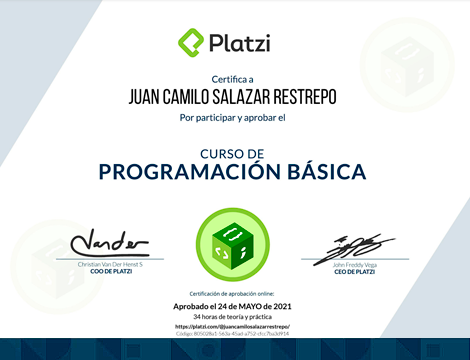 Platzi
Certifica a
JUAN CAMILO SALAZAR RESTREPO
Por participar y aprobar el
CURSO DE
PROGRAMACIÓN BÁSICA
Christian Van Der Henst S
COO DE PLATZI
John Freddy Vega
CEO DE PLATZI
Certificación de aprobación online:
Aprobado el 24 de MAYO de 2021
34 horas de teoría y práctica
https://platzi.com/@juancamilosalazarrestrepo/
Código: